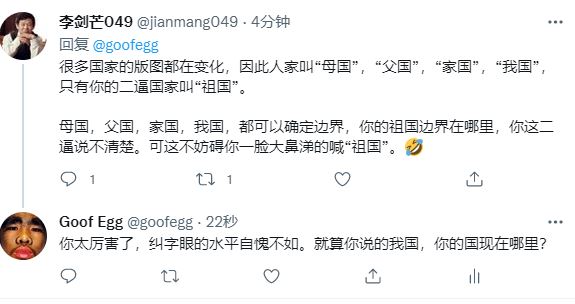 李剑芒049 @jianmang049 · 4分钟
回复 @goofegg
很多国家的版图都在变化，因此人家叫“母国”，“父国”，“家国”，“我国”，
只有你的二逼国家叫“祖国”。
母国，父国，家国，我国，都可以确定边界，你的祖国边界在哪里，你这二
逼说不清楚。可这不妨碍你一脸大鼻涕的喊“祖国”。🤣
1 1
Goof Egg @goofegg · 22秒
你太厉害了，纠字眼的水平自愧不如。就算你说的我国，你的国现在哪里？